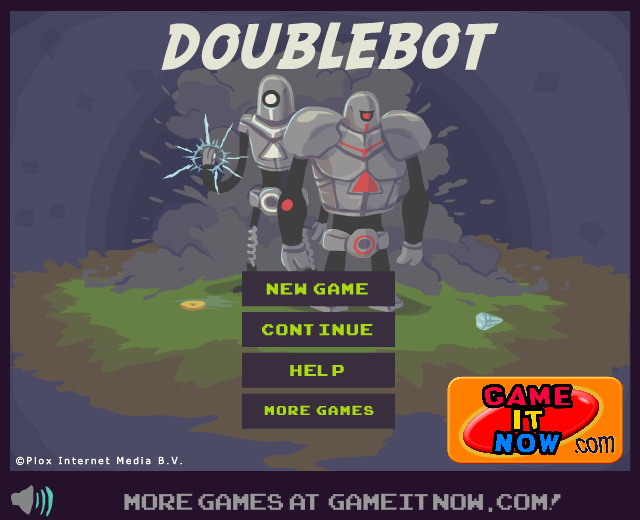 DOUBLEBOT
NEW GAME
CONTINUE
HELP
MORE GAMES
GAME
IT
NOW
.com
©Plox Internet Media B.V.
MORE GAMES AT GAMEITNOW.COM!